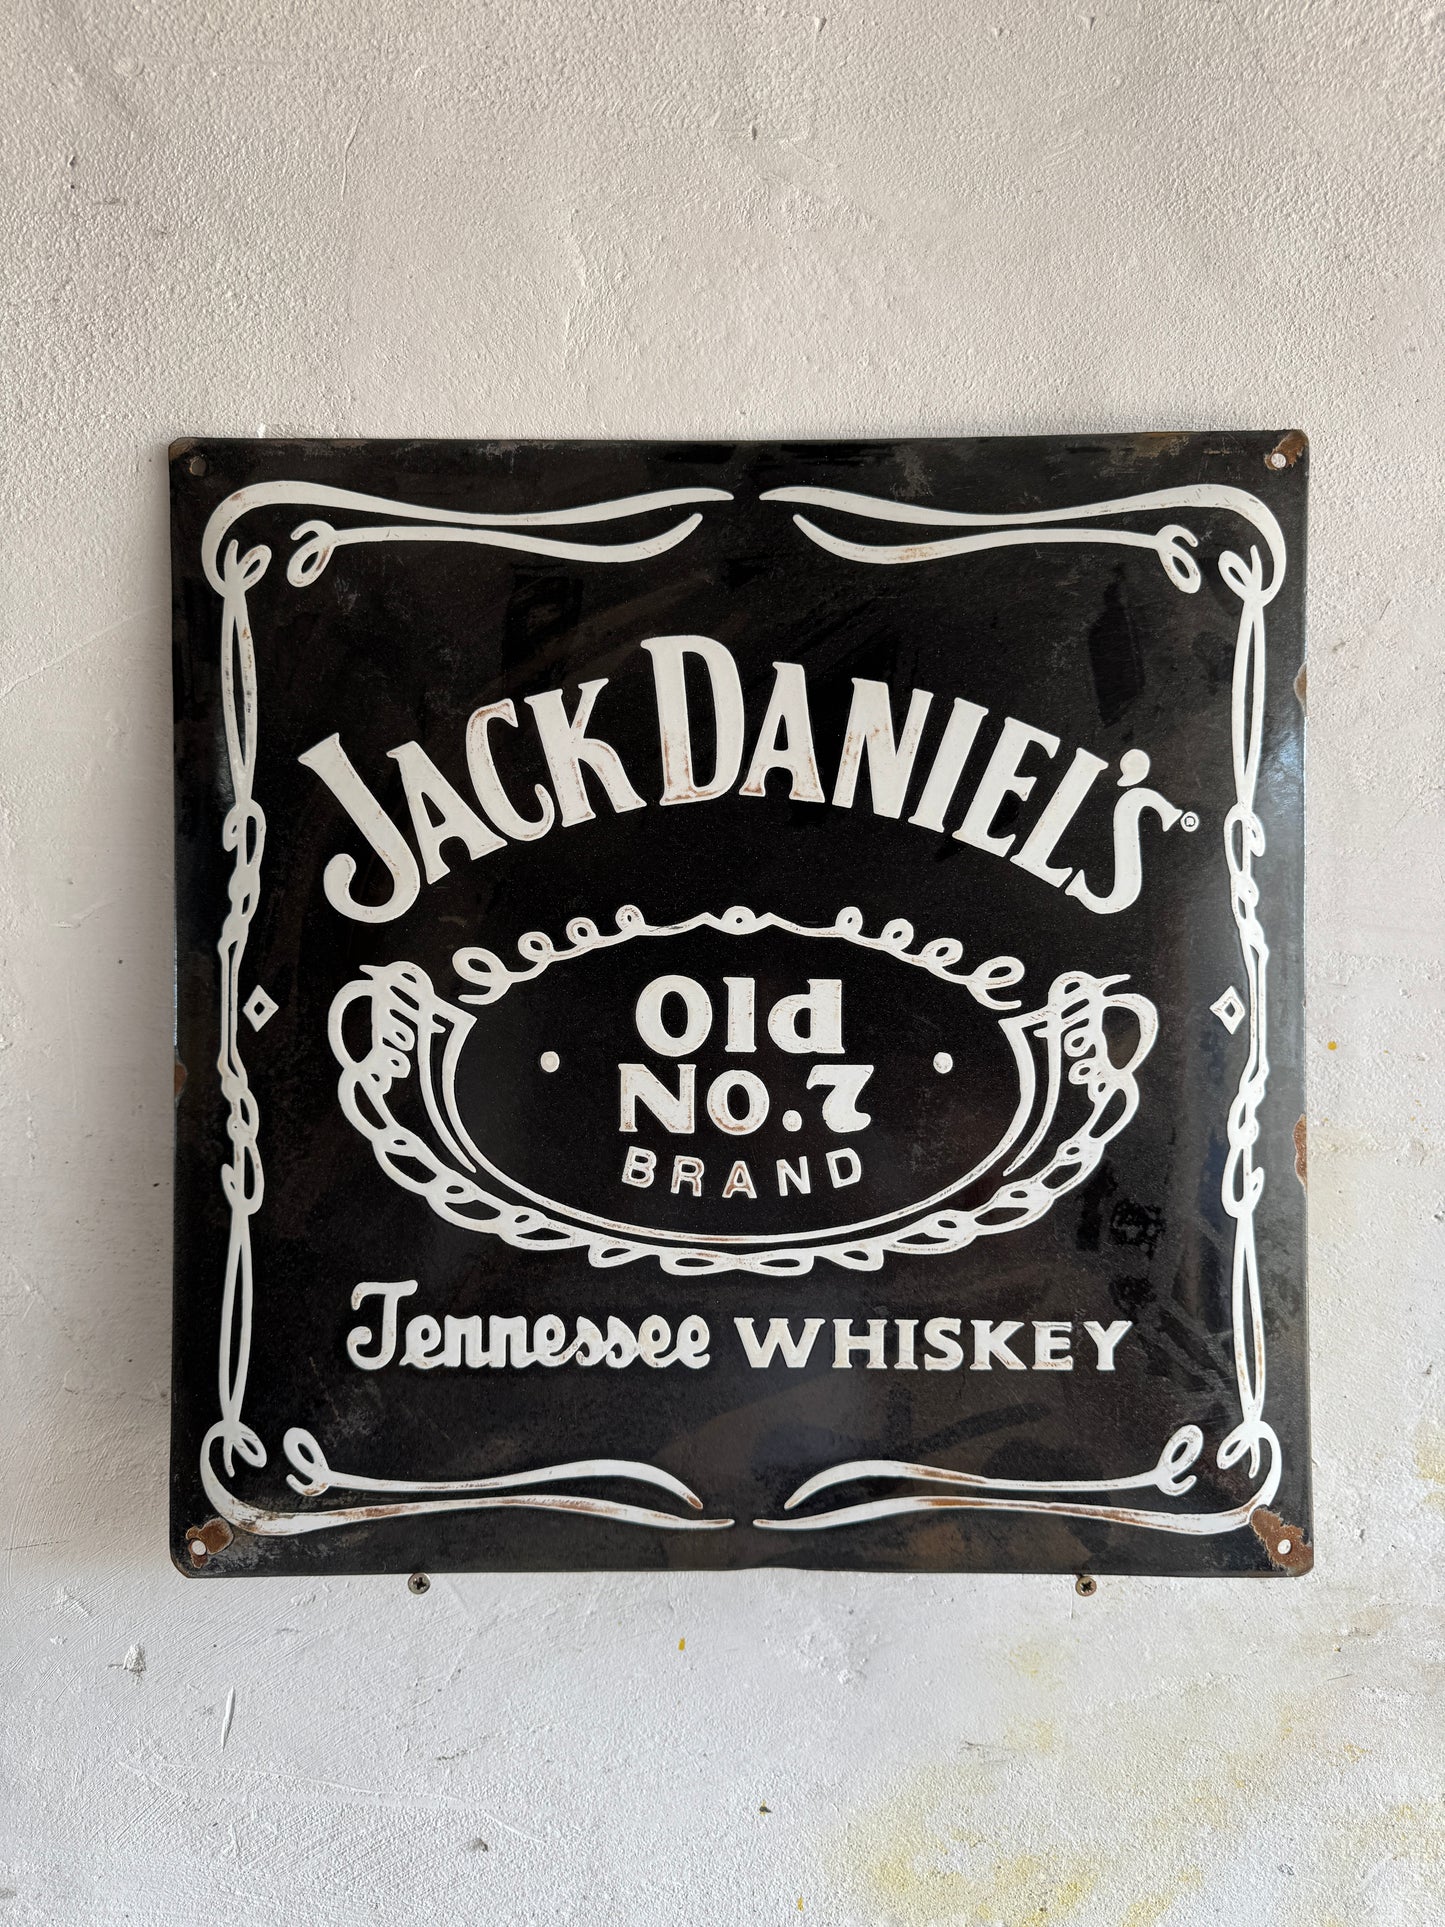 JACK DANIEL'S®
Old
No.7
BRAND
Tennessee WHISKEY